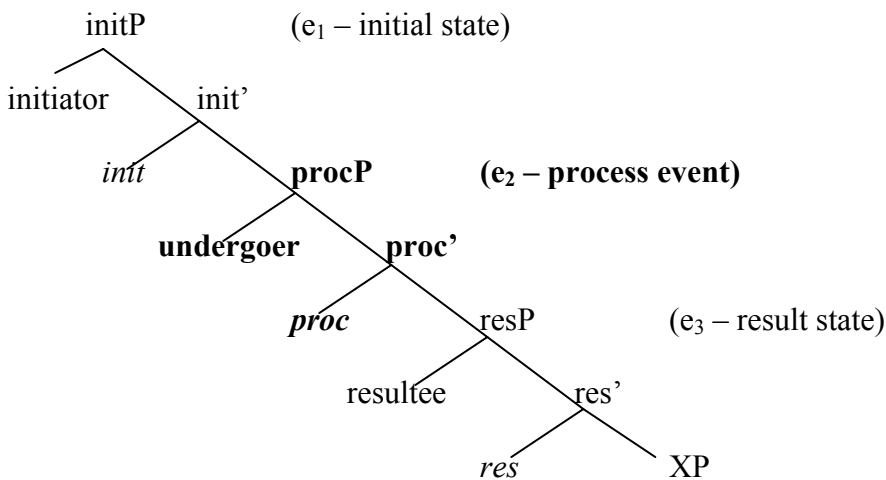 initP (e₁ – initial state)
initiator init’
init
procP (e₂ – process event)
undergoer proc’
proc resP (e₃ – result state)
resultee res’
res XP